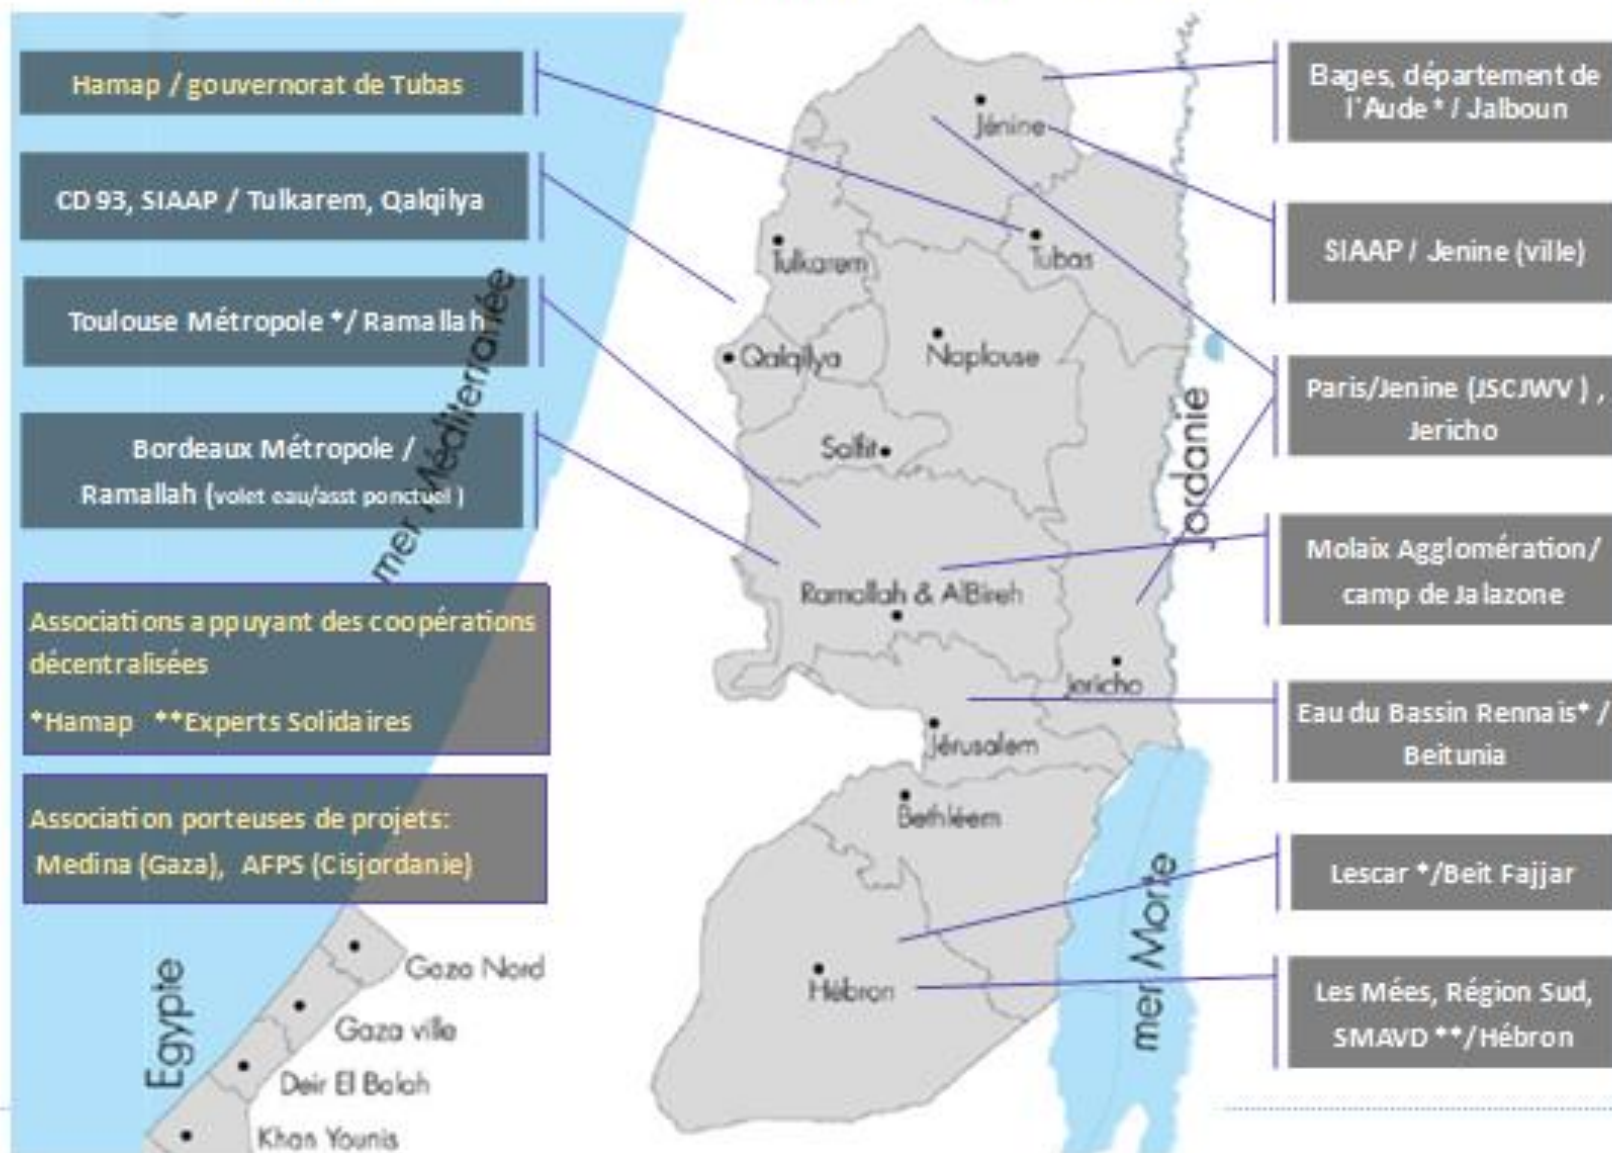 Hamap / gouvernorat de Tubas
CD 93, SIAAP / Tulkarem, Qalqilya
Toulouse Métropole */ Ramallah
Bordeaux Métropole /
Ramallah (volet eau/asst ponctuel )
Associations appuyant des coopérations
décentralisées
*Hamap **Experts Solidaires
Association porteuses de projets:
Medina (Gaza), AFPS (Cisjordanie)
mer Méditerranée
Egypte
Gaza Nord
Gaza ville
Deir El Balah
Khan Younis
Jénine
Tulkarem
Tubas
Qalqilya
Naplouse
Salfit
Ramallah & AlBireh
Jericho
Jérusalem
Bethléem
Hébron
Jordanie
mer Morte
Bages, département de
l'Aude * / Jalboun
SIAAP / Jenine (ville)
Paris/Jenine (JSCJWV ) ,
Jericho
Molaix Agglomération/
camp de Jalazone
Eau du Bassin Rennais* /
Beitunia
Lescar */Beit Fajjar
Les Mées, Région Sud,
SMAVD **/Hébron